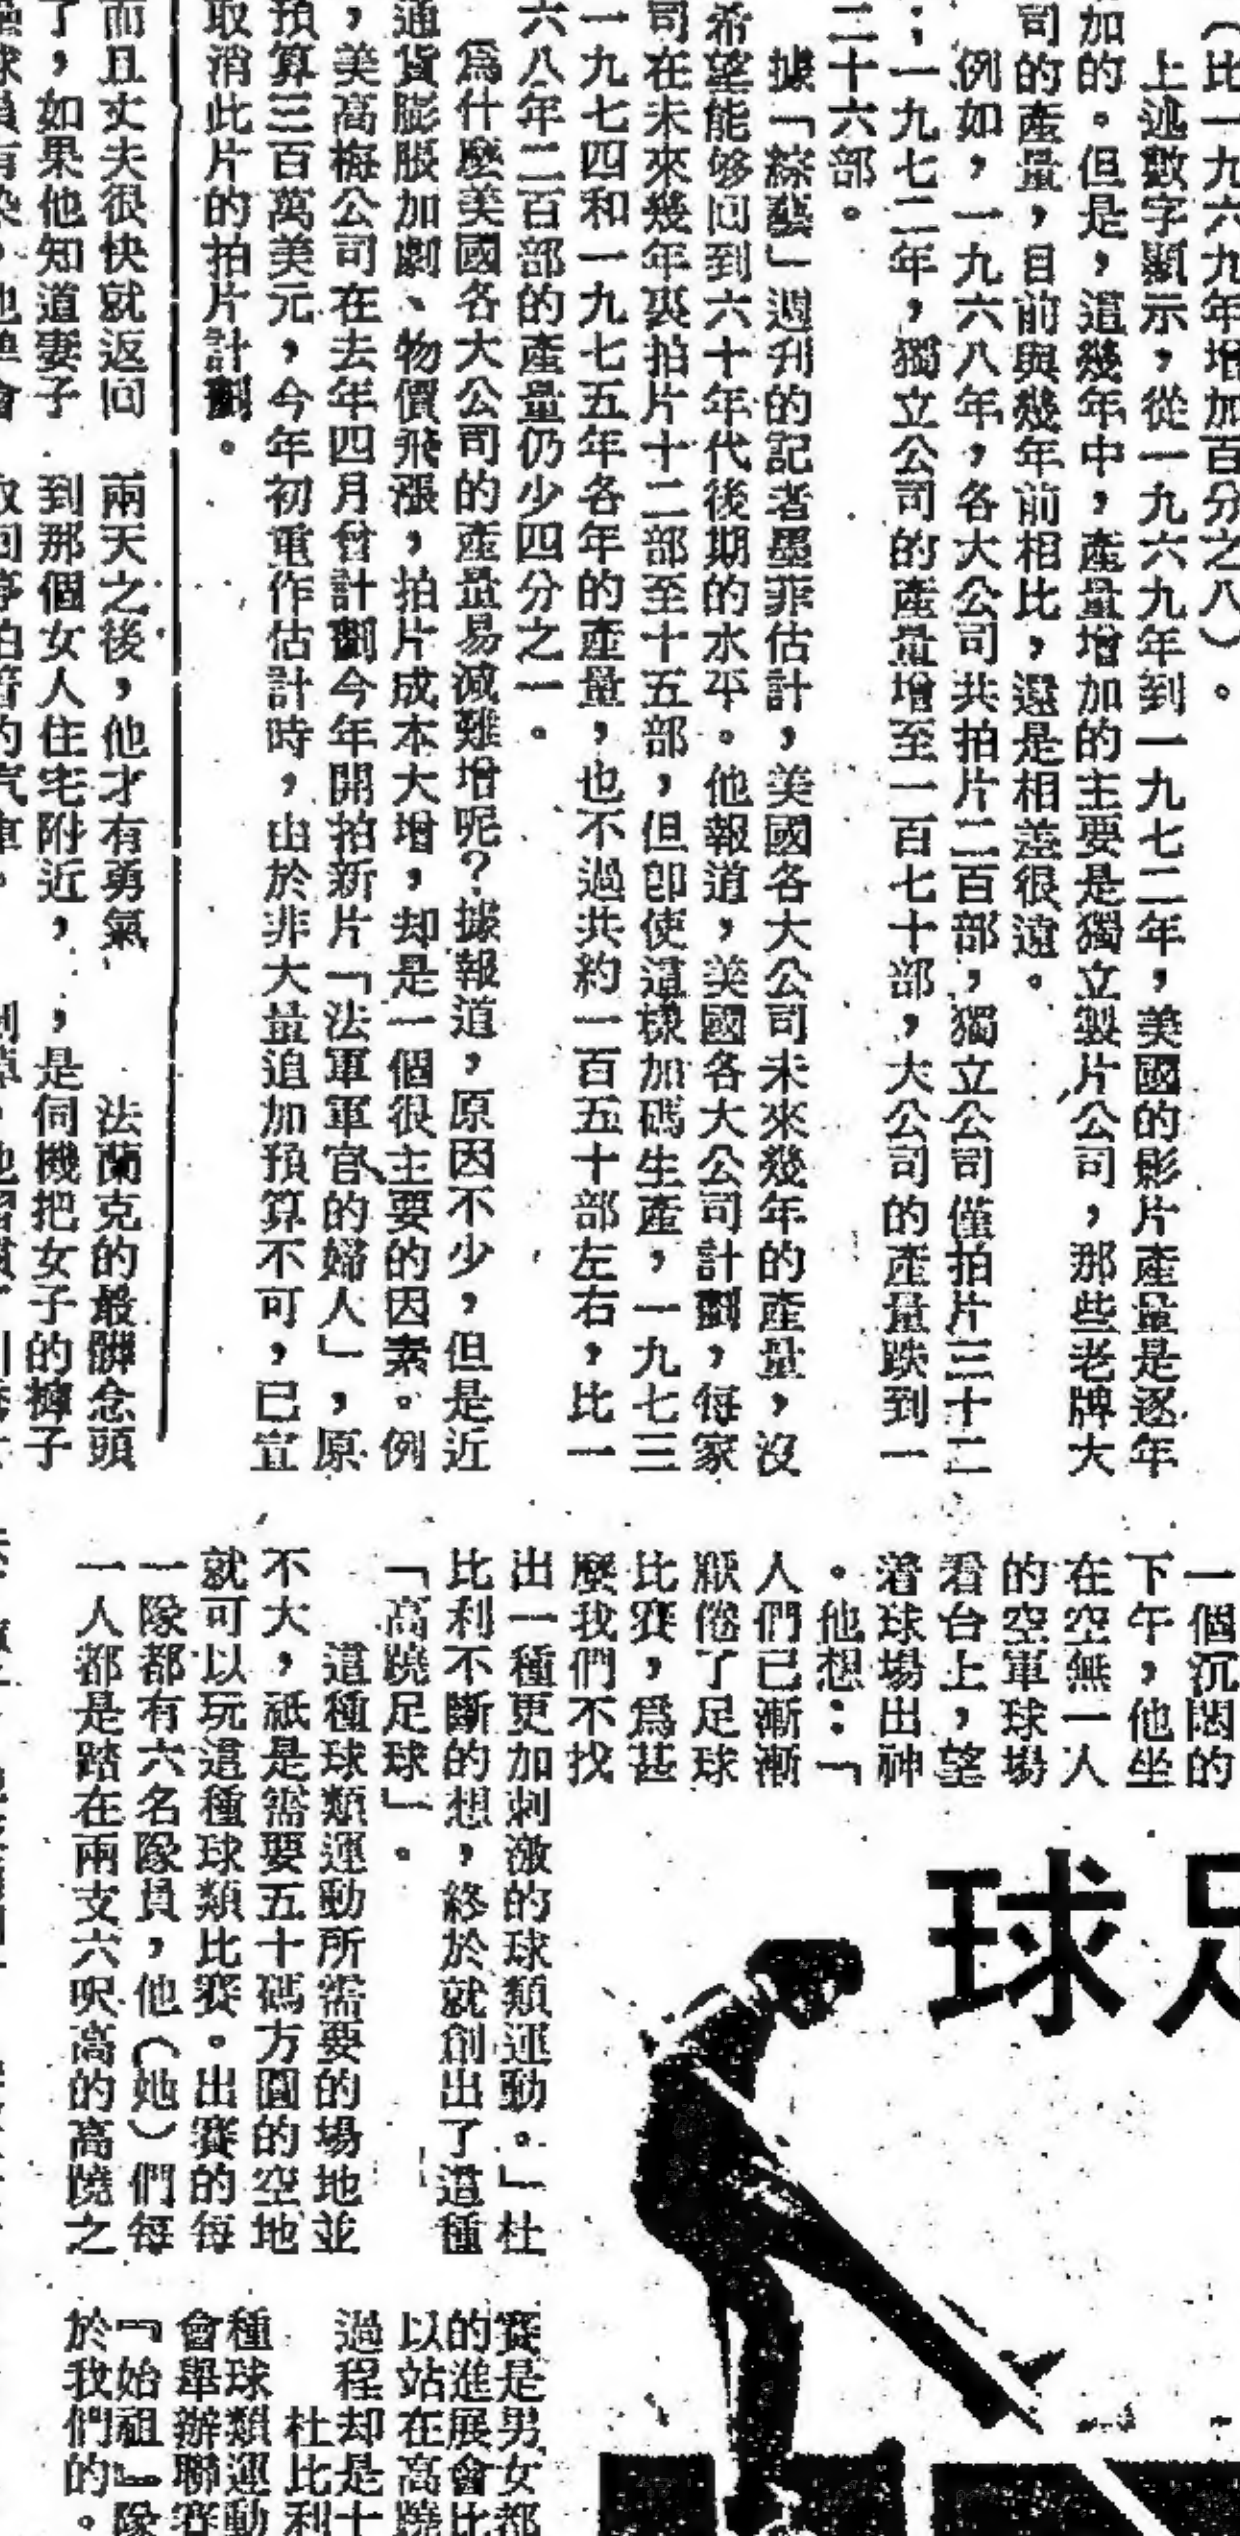 （比一九六九年增加百分之八）。
上述數字顯示，從一九六九年到一九七二年，美國的影片產量是逐年
加的。但是，這幾年中，產量增加的主要是獨立製片公司，那些老牌大
司的產量，目前與幾年前相比，還是相差很遠。
例如，一九六八年，各大公司共拍片二百部，獨立公司僅拍片三十二
；一九七二年，獨立公司的產量增至一百七十部，大公司的產量跌到一
二十六部。
據「綜藝」週刋的記者墨菲估計，美國各大公司未來幾年的產量，沒
希望能够囘到六十年代後期的水平。他報道，美國各大公司計劃，每家
司在未來幾年裏拍片十二部至十五部，但卽使這樣加碼生產，一九七三
一九七四和一九七五年各年的產量，也不過共約一百五十部左右，比一
六八年二百部的產量仍少四分之一。
爲什麼美國各大公司的產量易減難增呢？據報道，原因不少，但是近
通貨膨脹加劇、物價飛漲，拍片成本大增，却是一個很主要的因素。例
，美高梅公司在去年四月曾計劃今年開拍新片「法軍軍官的婦人」，原
預算三百萬美元，今年初重作估計時，由於非大量追加預算不可，已宣
取消此片的拍片計劃。
而且丈夫很快就返囘
了，如果他知道妻子
兩天之後，他才有勇氣
到那個女人住宅附近，
法蘭克的最髒念頭
，是伺機把女子的褲子
球足
一個沉悶的
下午，他坐
在空無一人
的空軍球場
看台上，望
着球場出神
。他想：「
人們已漸漸
厭倦了足球
比賽，爲甚
麼我們不找
出一種更加刺激的球類運動。」杜
比利不斷的想，終於就創出了這種
「高蹺足球」。
這種球類運動所需要的場地並
不大，祇是需要五十碼方圓的空地
就可以玩這種球類比賽。出賽的每
一隊都有六名隊員，他（她）們每
一人都是踏在兩支六呎高的高蹺之
賽是男女都
的進展會比
以站在高蹺
過程却是十
杜比利
種球類運動
會舉辦聯賽
『始祖』隊
於我們的。